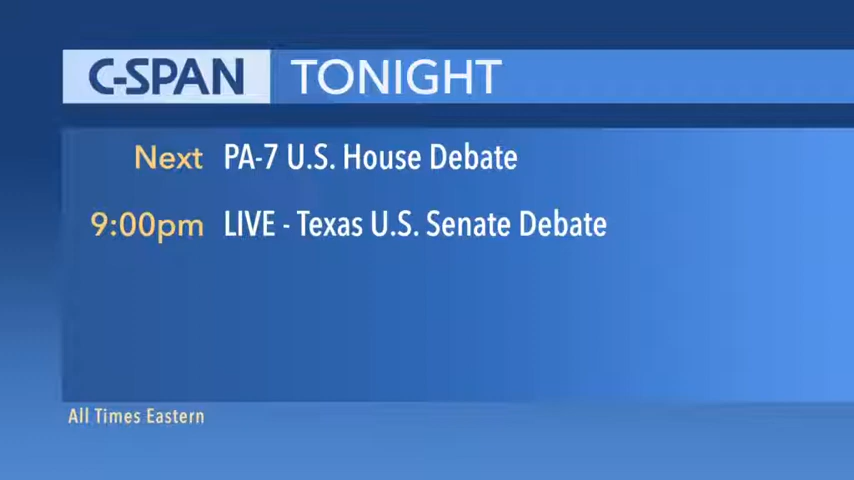 C-SPAN TONIGHT
Next PA-7 U.S. House Debate
9:00pm LIVE - Texas U.S. Senate Debate
All Times Eastern